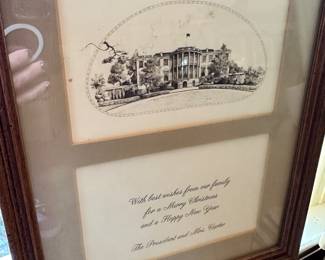 With best wishes from our family
for a Merry Christmas
and a Happy New Year
The President and Mrs. Carter